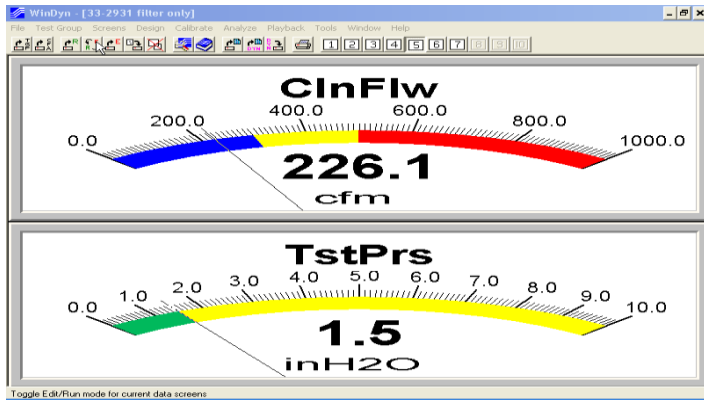 WinDyn - [33-2931 filter only]
File Test Group Screens Design Calibrate Analyze Playback Tools Window Help
1 2 3 4 5 6 7 8 9 10
ClnFlw
0.0 200.0 400.0 600.0 800.0 1000.0
226.1
cfm
TstPrs
0.0 1.0 2.0 3.0 4.0 5.0 6.0 7.0 8.0 9.0 10.0
1.5
inH2O
Toggle Edit/Run mode for current data screens